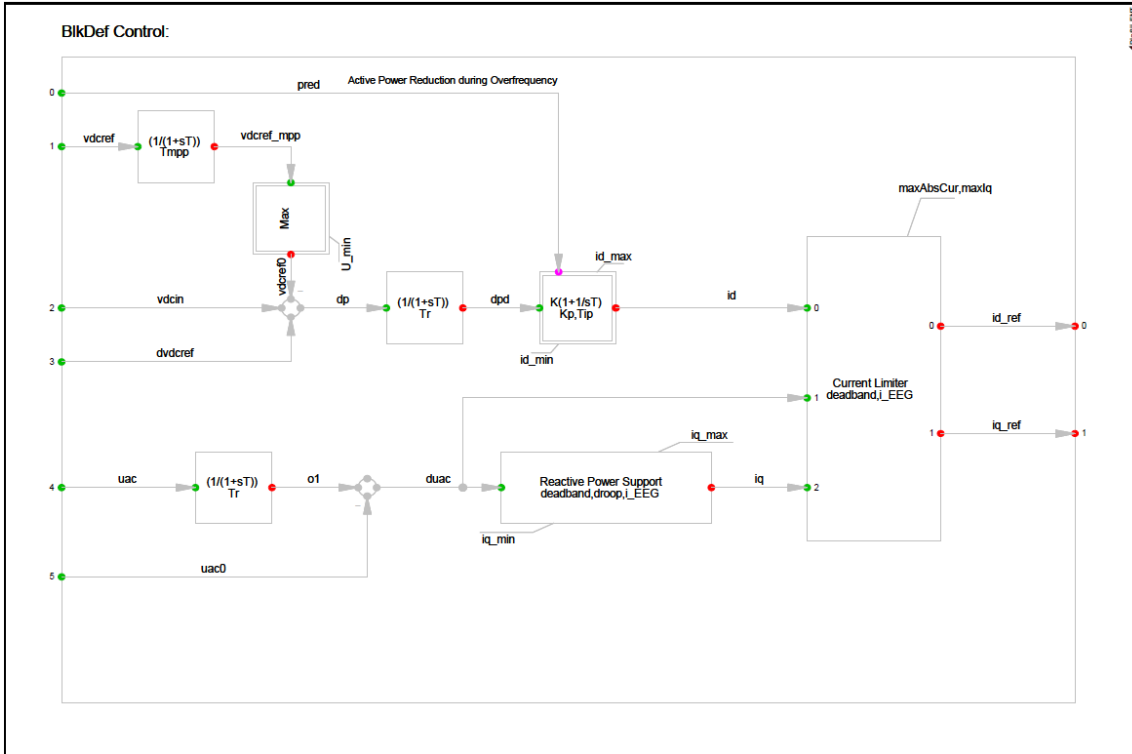 BlkDef Control:
0
pred
Active Power Reduction during Overfrequency
1
vdcref
(1/(1+sT))
Tmpp
vdcref_mpp
Max
U_min
vdcref0
maxAbsCur,maxIq
2
vdcin
–
dp
(1/(1+sT))
Tr
dpd
K(1+1/sT)
Kp,Tip
id_max
id_min
id
0
3
dvdcref
0
id_ref
0
Current Limiter
deadband,i_EEG
1
1
iq_ref
1
4
uac
(1/(1+sT))
Tr
o1
–
duac
Reactive Power Support
deadband,droop,i_EEG
iq_max
iq_min
iq
2
5
uac0